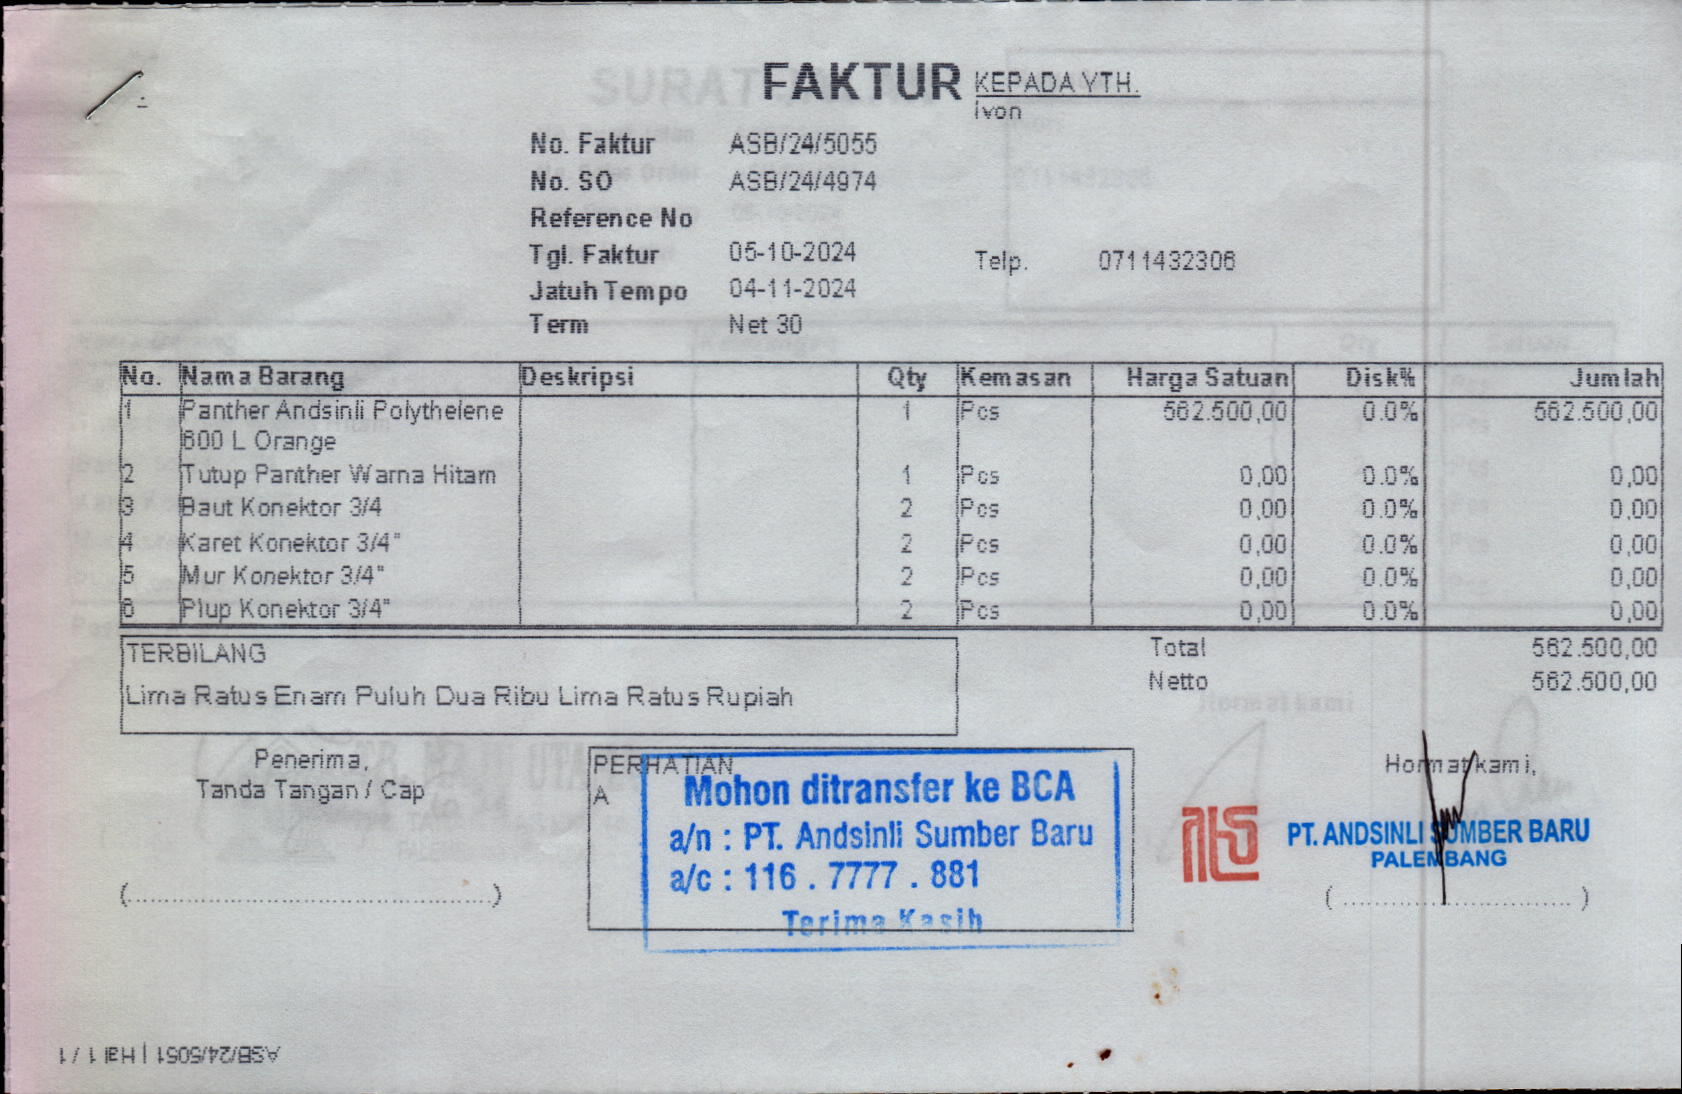 FAKTUR
KEPADA YTH.
Ivon
No. Faktur ASB/24/5055
No. SO ASB/24/4974
Reference No
Tgl. Faktur 05-10-2024
Telp. 0711432306
Jatuh Tempo 04-11-2024
Term Net 30
No. Nama Barang Deskripsi Qty Kemasan Harga Satuan Disk% Jumlah
1 Panther Andsinli Polythelene 1 Pcs 562.500,00 0.0% 562.500,00
600 L Orange
2 Tutup Panther Warna Hitam 1 Pcs 0,00 0.0% 0,00
3 Baut Konektor 3/4 2 Pcs 0,00 0.0% 0,00
4 Karet Konektor 3/4" 2 Pcs 0,00 0.0% 0,00
5 Mur Konektor 3/4" 2 Pcs 0,00 0.0% 0,00
6 Plup Konektor 3/4" 2 Pcs 0,00 0.0% 0,00
TERBILANG
Lima Ratus Enam Puluh Dua Ribu Lima Ratus Rupiah
Total 562.500,00
Netto 562.500,00
Penerima,
Tanda Tangan / Cap
(............................................)
PERHATIAN
A
Mohon ditransfer ke BCA
a/n : PT. Andsinli Sumber Baru
a/c : 116 . 7777 . 881
Terima Kasih
Hormat kami,
PT. ANDSINLI SUMBER BARU
PALEMBANG
(............................)
ASB/24/5051 | Hal 1 / 1